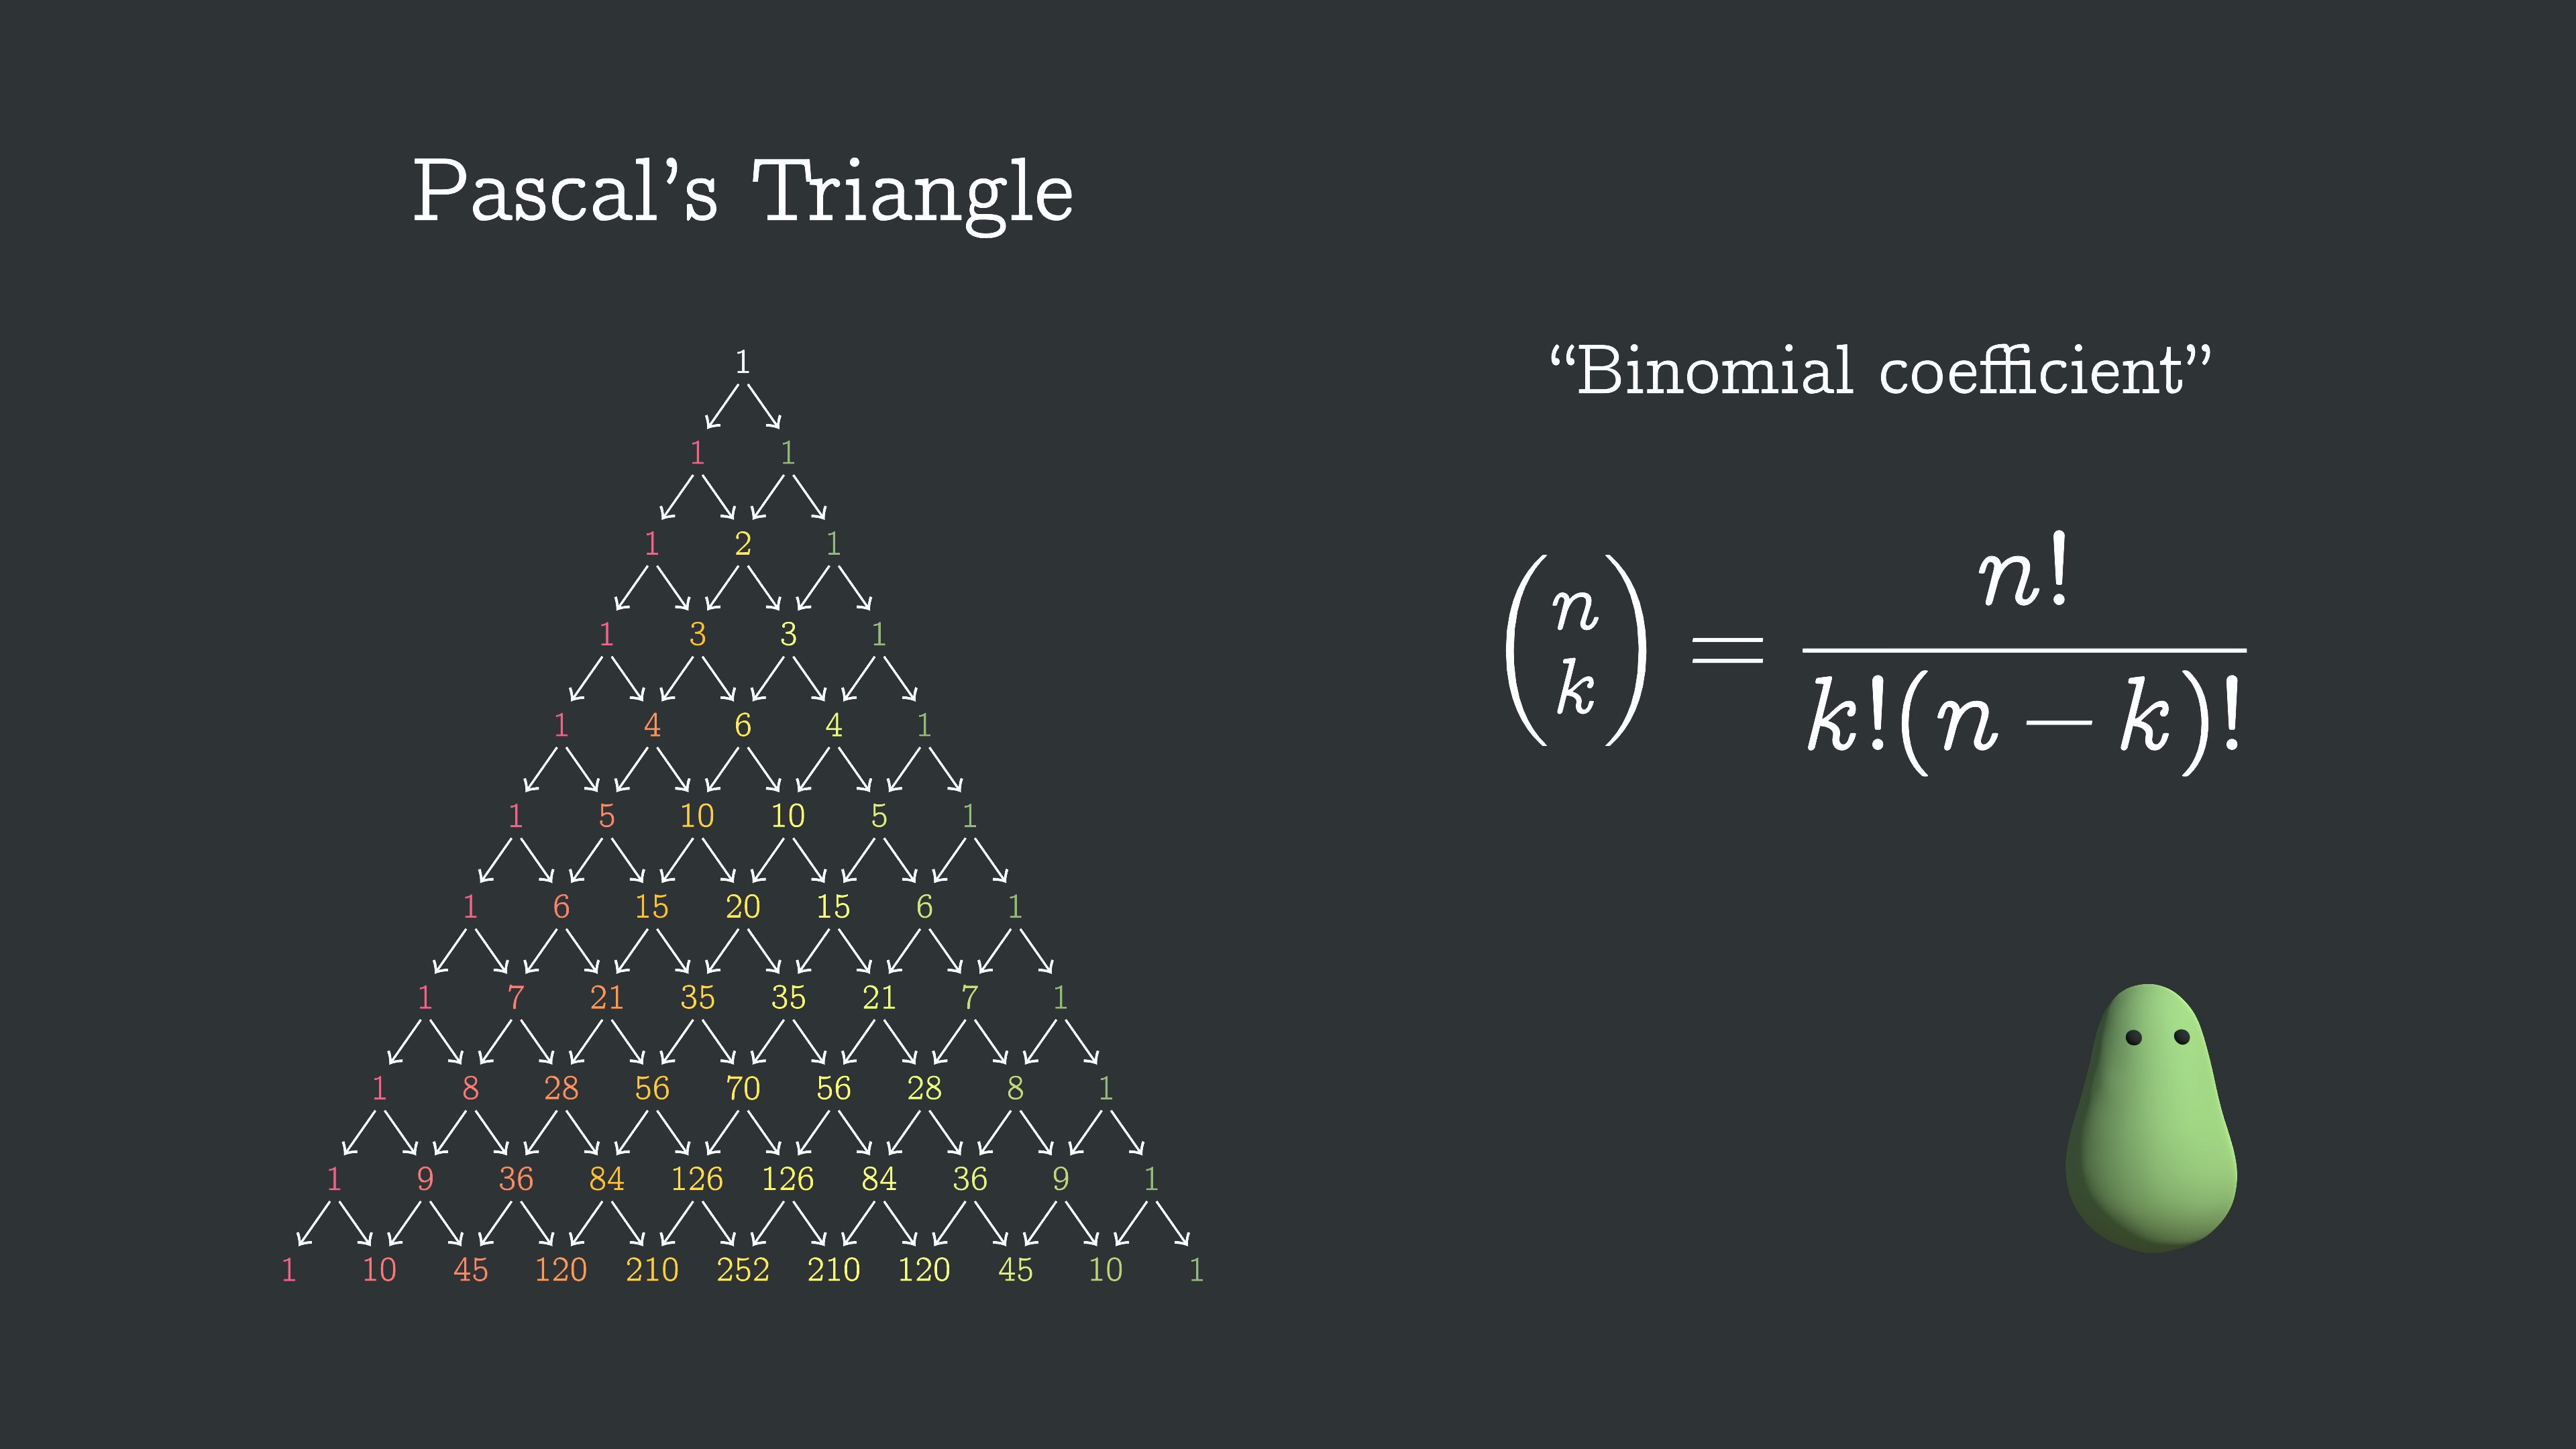 Pascal’s Triangle
1
1 1
1 2 1
1 3 3 1
1 4 6 4 1
1 5 10 10 5 1
1 6 15 20 15 6 1
1 7 21 35 35 21 7 1
1 8 28 56 70 56 28 8 1
1 9 36 84 126 126 84 36 9 1
1 10 45 120 210 252 210 120 45 10 1
“Binomial coefficient”
(n k) = n! / k!(n − k)!